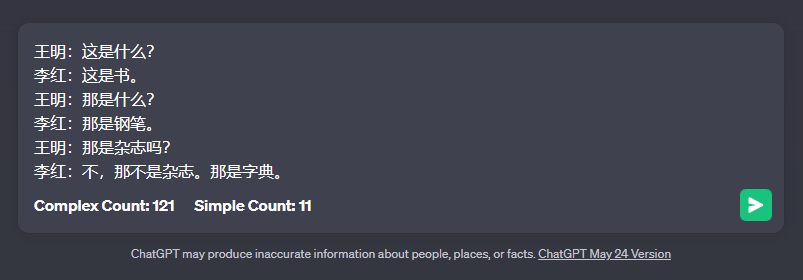 王明：这是什么？
李红：这是书。
王明：那是什么？
李红：那是钢笔。
王明：那是杂志吗？
李红：不，那不是杂志。那是字典。
Complex Count: 121 Simple Count: 11
ChatGPT may produce inaccurate information about people, places, or facts. ChatGPT May 24 Version